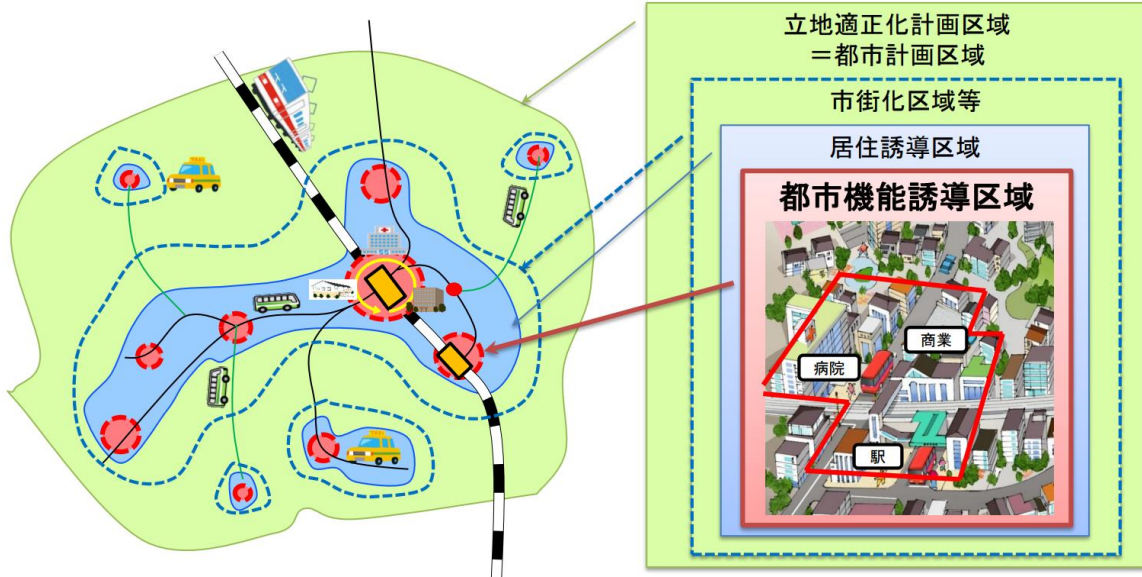 立地適正化計画区域
＝都市計画区域
市街化区域等
居住誘導区域
都市機能誘導区域
商業
病院
駅